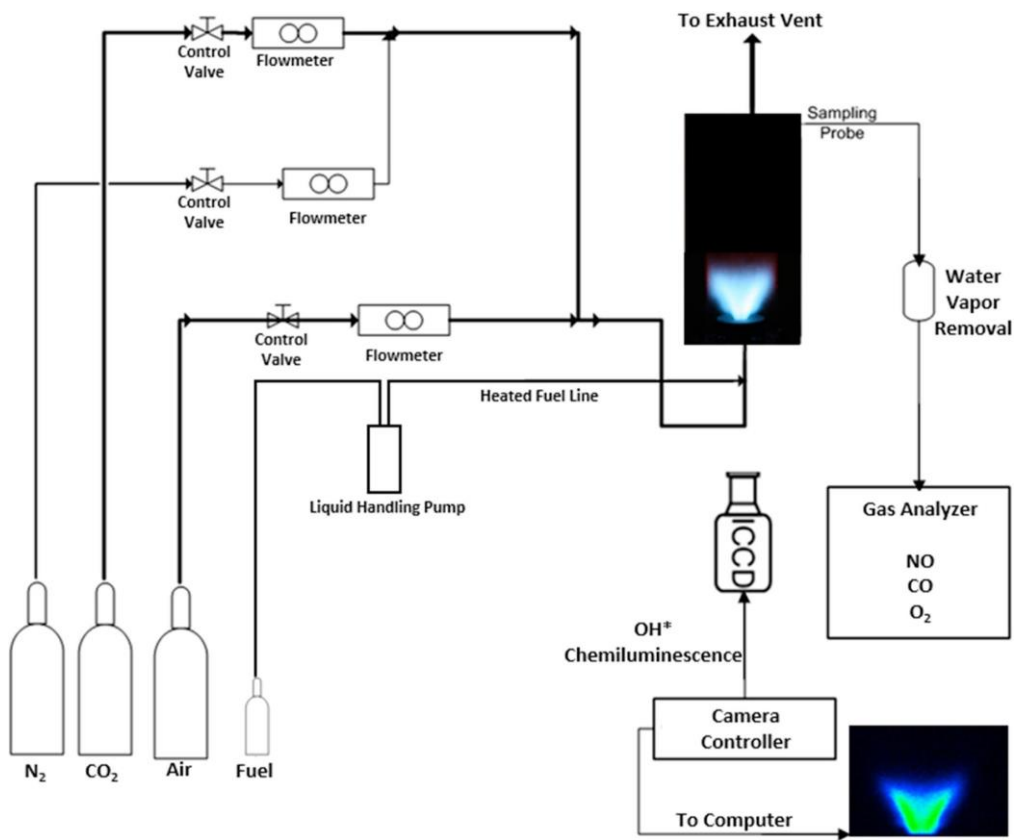 To Exhaust Vent
Control
Valve
Flowmeter
Sampling
Probe
Control
Valve
Flowmeter
Water
Vapor
Removal
Control
Valve
Flowmeter
Heated Fuel Line
Liquid Handling Pump
Gas Analyzer
NO
CO
O₂
ICCD
OH*
Chemiluminescence
Camera
Controller
To Computer
N₂
CO₂
Air
Fuel